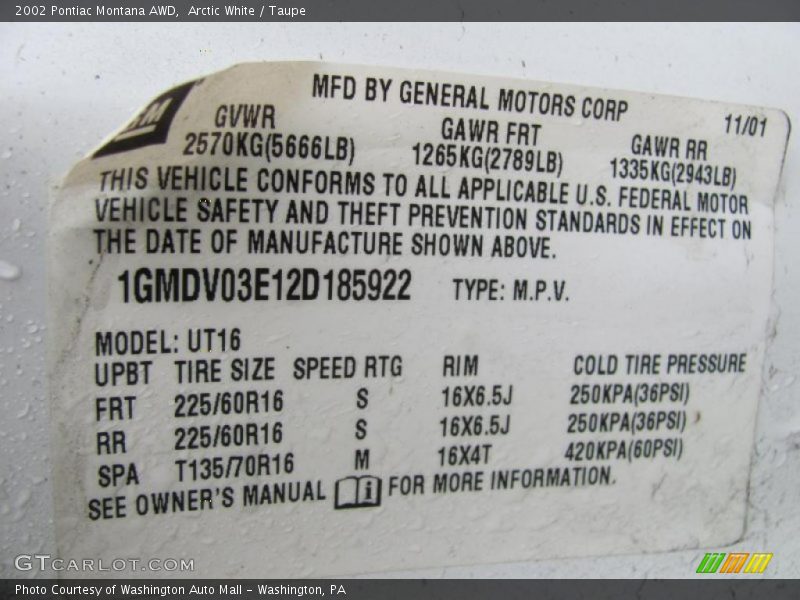 2002 Pontiac Montana AWD,  Arctic White / Taupe
MFD BY GENERAL MOTORS CORP
11/01
GM
GVWR GAWR FRT GAWR RR
2570KG(5666LB) 1265KG(2789LB) 1335KG(2943LB)
THIS VEHICLE CONFORMS TO ALL APPLICABLE U.S. FEDERAL MOTOR
VEHICLE SAFETY AND THEFT PREVENTION STANDARDS IN EFFECT ON
THE DATE OF MANUFACTURE SHOWN ABOVE.
1GMDV03E12D185922 TYPE: M.P.V.
MODEL: UT16
UPBT TIRE SIZE SPEED RTG RIM COLD TIRE PRESSURE
FRT 225/60R16 S 16X6.5J 250KPA(36PSI)
RR 225/60R16 S 16X6.5J 250KPA(36PSI)
SPA T135/70R16 M 16X4T 420KPA(60PSI)
SEE OWNER'S MANUAL i FOR MORE INFORMATION.
GTCARLOT.COM
Photo Courtesy of Washington Auto Mall - Washington, PA